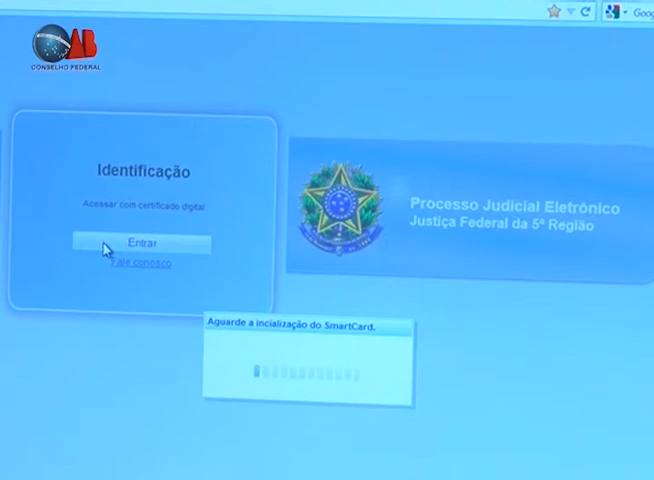 OAB
CONSELHO FEDERAL
Goog
Identificação
Acessar com certificado digital
Entrar
Fale conosco
Processo Judicial Eletrônico
Justiça Federal da 5ª Região
Aguarde a incialização do SmartCard.